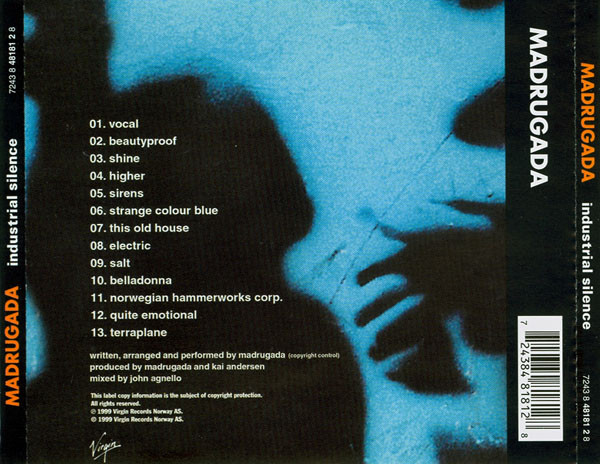 MADRUGADA industrial silence 7243 8 48181 2 8
01. vocal
02. beautyproof
03. shine
04. higher
05. sirens
06. strange colour blue
07. this old house
08. electric
09. salt
10. belladonna
11. norwegian hammerworks corp.
12. quite emotional
13. terraplane
written, arranged and performed by madrugada (copyright control)
produced by madrugada and kai andersen
mixed by john agnello
This label copy information is the subject of copyright protection.
All rights reserved.
℗ 1999 Virgin Records Norway AS.
© 1999 Virgin Records Norway AS.
Virgin
MADRUGADA
7 24384 81812 8
MADRUGADA industrial silence 7243 8 48181 2 8